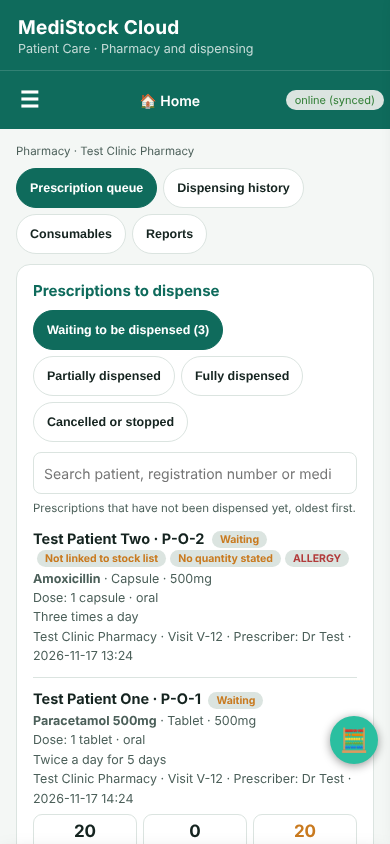 MediStock Cloud
Patient Care · Pharmacy and dispensing
☰
🏠 Home
online (synced)
Pharmacy · Test Clinic Pharmacy
Prescription queue
Dispensing history
Consumables
Reports
Prescriptions to dispense
Waiting to be dispensed (3)
Partially dispensed
Fully dispensed
Cancelled or stopped
Search patient, registration number or medi
Prescriptions that have not been dispensed yet, oldest first.
Test Patient Two · P-O-2 Waiting
Not linked to stock list No quantity stated ALLERGY
Amoxicillin · Capsule · 500mg
Dose: 1 capsule · oral
Three times a day
Test Clinic Pharmacy · Visit V-12 · Prescriber: Dr Test ·
2026-11-17 13:24
Test Patient One · P-O-1 Waiting
Paracetamol 500mg · Tablet · 500mg
Dose: 1 tablet · oral
Twice a day for 5 days
Test Clinic Pharmacy · Visit V-12 · Prescriber: Dr Test ·
2026-11-17 14:24
20
0
20